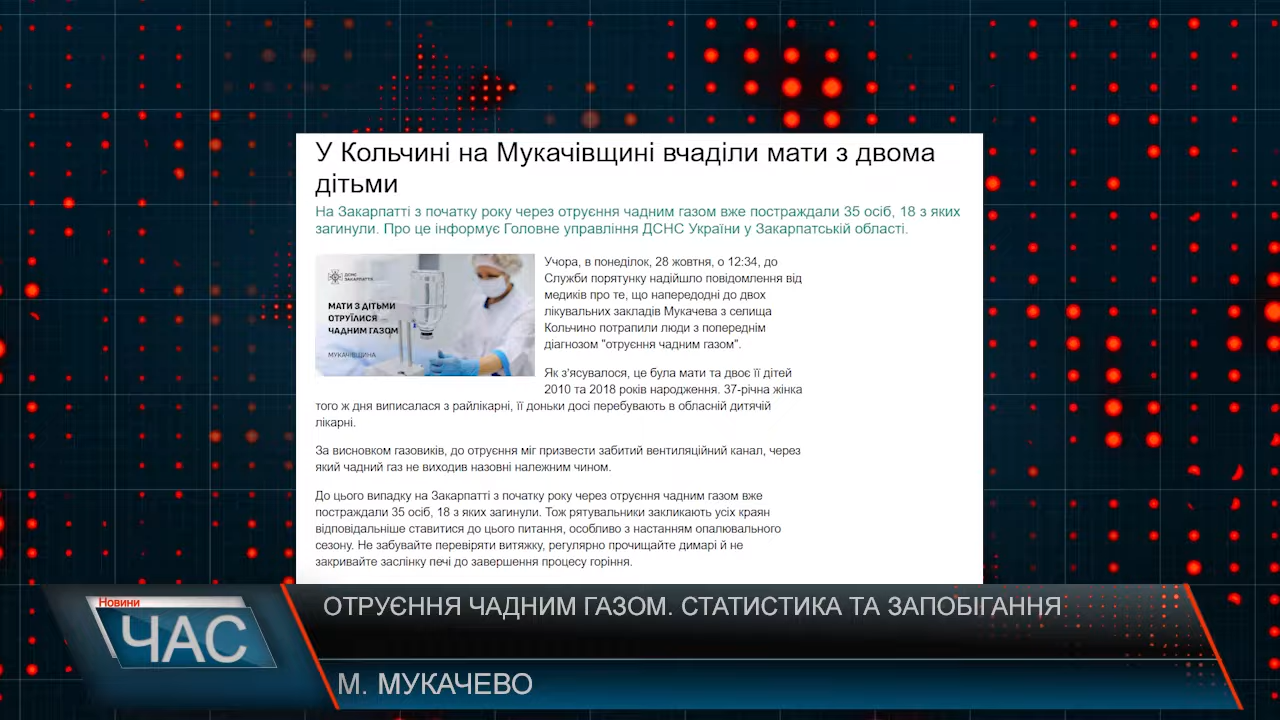 У Кольчині на Мукачівщині вчаділи мати з двома
дітьми
На Закарпатті з початку року через отруєння чадним газом вже постраждали 35 осіб, 18 з яких
загинули. Про це інформує Головне управління ДСНС України у Закарпатській області.
ДСНС
ЗАКАРПАТТЯ
МАТИ З ДІТЬМИ
ОТРУЇЛИСЯ
ЧАДНИМ ГАЗОМ
МУКАЧІВЩИНА
Учора, в понеділок, 28 жовтня, о 12:34, до
Служби порятунку надійшло повідомлення від
медиків про те, що напередодні до двох
лікувальних закладів Мукачева з селища
Кольчино потрапили люди з попереднім
діагнозом "отруєння чадним газом".
Як з'ясувалося, це була мати та двоє її дітей
2010 та 2018 років народження. 37-річна жінка
того ж дня виписалася з райлікарні, її доньки досі перебувають в обласній дитячій
лікарні.
За висновком газовиків, до отруєння міг призвести забитий вентиляційний канал, через
який чадний газ не виходив назовні належним чином.
До цього випадку на Закарпатті з початку року через отруєння чадним газом вже
постраждали 35 осіб, 18 з яких загинули. Тож рятувальники закликають усіх краян
відповідальніше ставитися до цього питання, особливо з настанням опалювального
сезону. Не забувайте перевіряти витяжку, регулярно прочищайте димарі й не
закривайте заслінку печі до завершення процесу горіння.
Новини
ЧАС
ОТРУЄННЯ ЧАДНИМ ГАЗОМ. СТАТИСТИКА ТА ЗАПОБІГАННЯ
М. МУКАЧЕВО